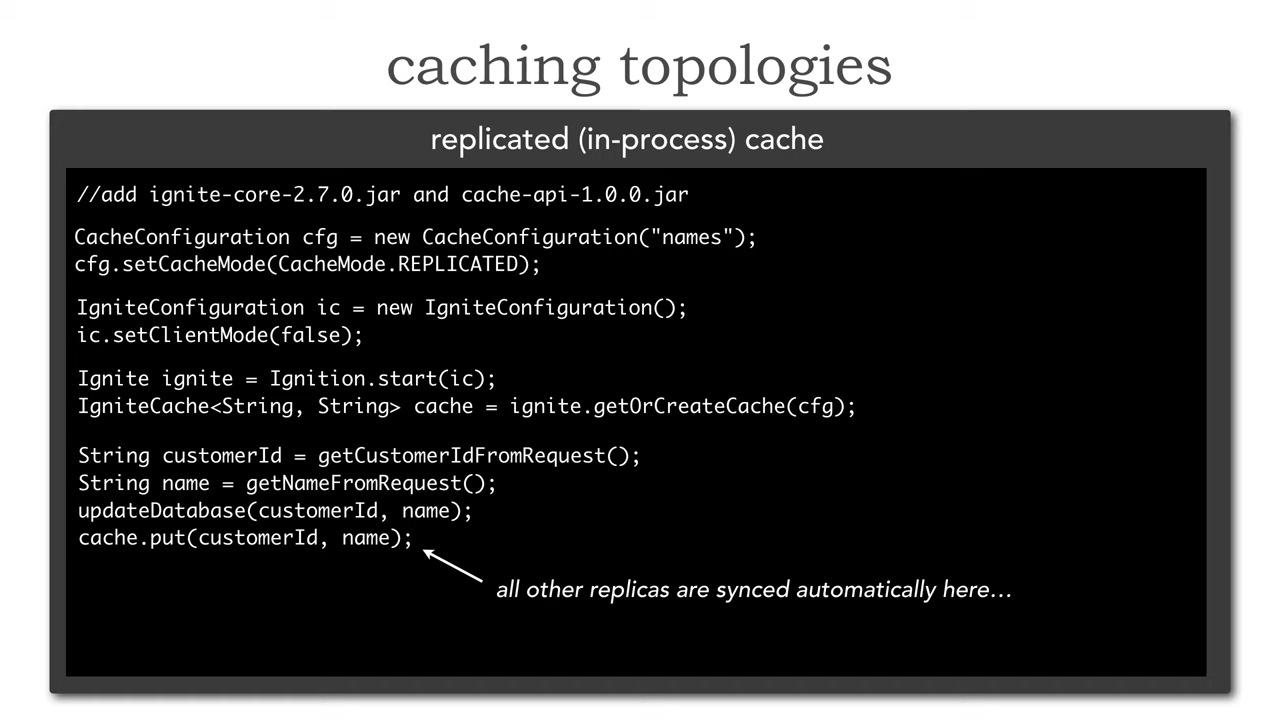 caching topologies
replicated (in-process) cache
//add ignite-core-2.7.0.jar and cache-api-1.0.0.jar
CacheConfiguration cfg = new CacheConfiguration("names");
cfg.setCacheMode(CacheMode.REPLICATED);
IgniteConfiguration ic = new IgniteConfiguration();
ic.setClientMode(false);
Ignite ignite = Ignition.start(ic);
IgniteCache<String, String> cache = ignite.getOrCreateCache(cfg);
String customerId = getCustomerIdFromRequest();
String name = getNameFromRequest();
updateDatabase(customerId, name);
cache.put(customerId, name);
all other replicas are synced automatically here…